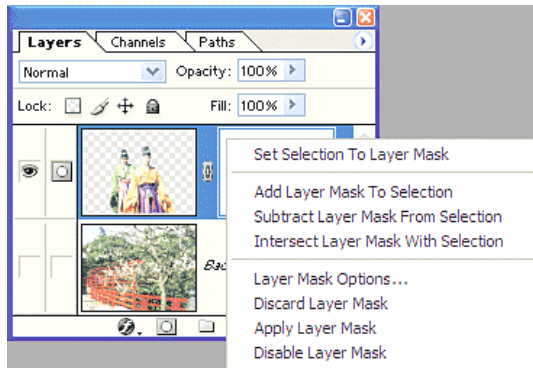 Layers Channels Paths
Normal Opacity: 100%
Lock: Fill: 100%
Set Selection To Layer Mask
Add Layer Mask To Selection
Subtract Layer Mask From Selection
Intersect Layer Mask With Selection
Bac
Layer Mask Options...
Discard Layer Mask
Apply Layer Mask
Disable Layer Mask